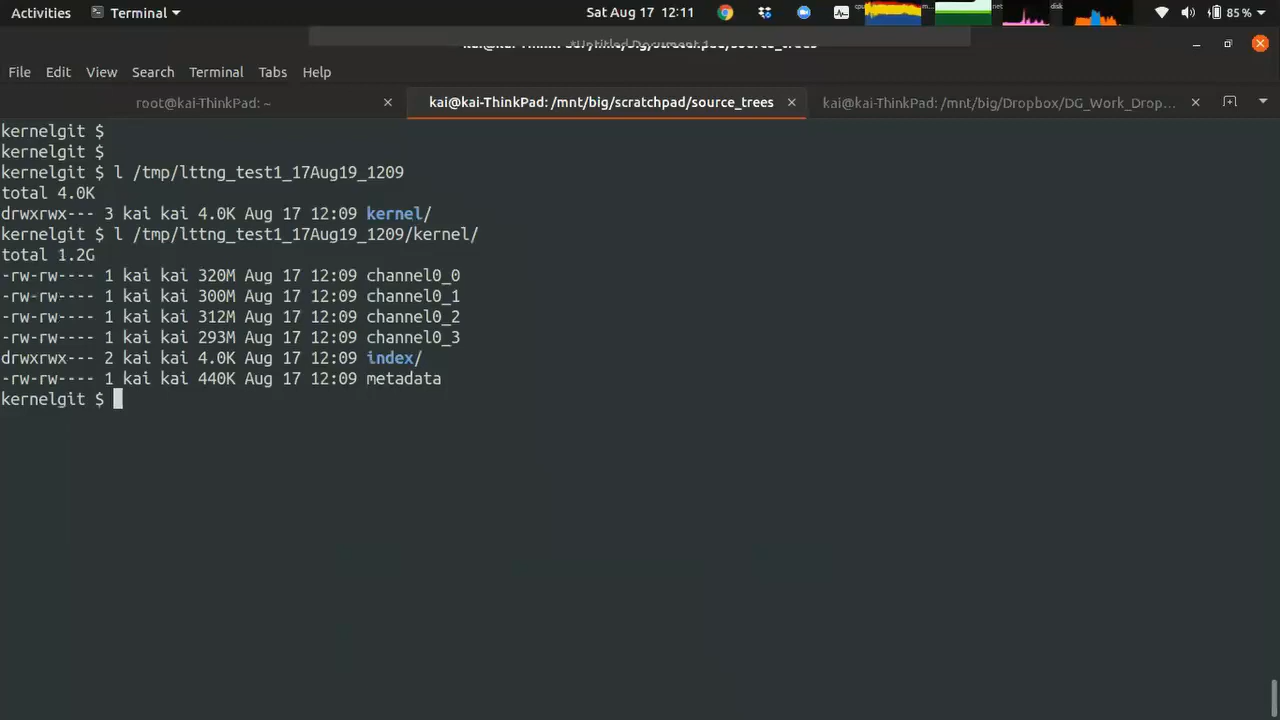 Activities Terminal Sat Aug 17 12:11 85%
File Edit View Search Terminal Tabs Help
root@kai-ThinkPad: ~ kai@kai-ThinkPad: /mnt/big/scratchpad/source_trees kai@kai-ThinkPad: /mnt/big/Dropbox/DG_Work_Drop...
kernelgit $
kernelgit $
kernelgit $ l /tmp/lttng_test1_17Aug19_1209
total 4.0K
drwxrwx--- 3 kai kai 4.0K Aug 17 12:09 kernel/
kernelgit $ l /tmp/lttng_test1_17Aug19_1209/kernel/
total 1.2G
-rw-rw---- 1 kai kai 320M Aug 17 12:09 channel0_0
-rw-rw---- 1 kai kai 300M Aug 17 12:09 channel0_1
-rw-rw---- 1 kai kai 312M Aug 17 12:09 channel0_2
-rw-rw---- 1 kai kai 293M Aug 17 12:09 channel0_3
drwxrwx--- 2 kai kai 4.0K Aug 17 12:09 index/
-rw-rw---- 1 kai kai 440K Aug 17 12:09 metadata
kernelgit $